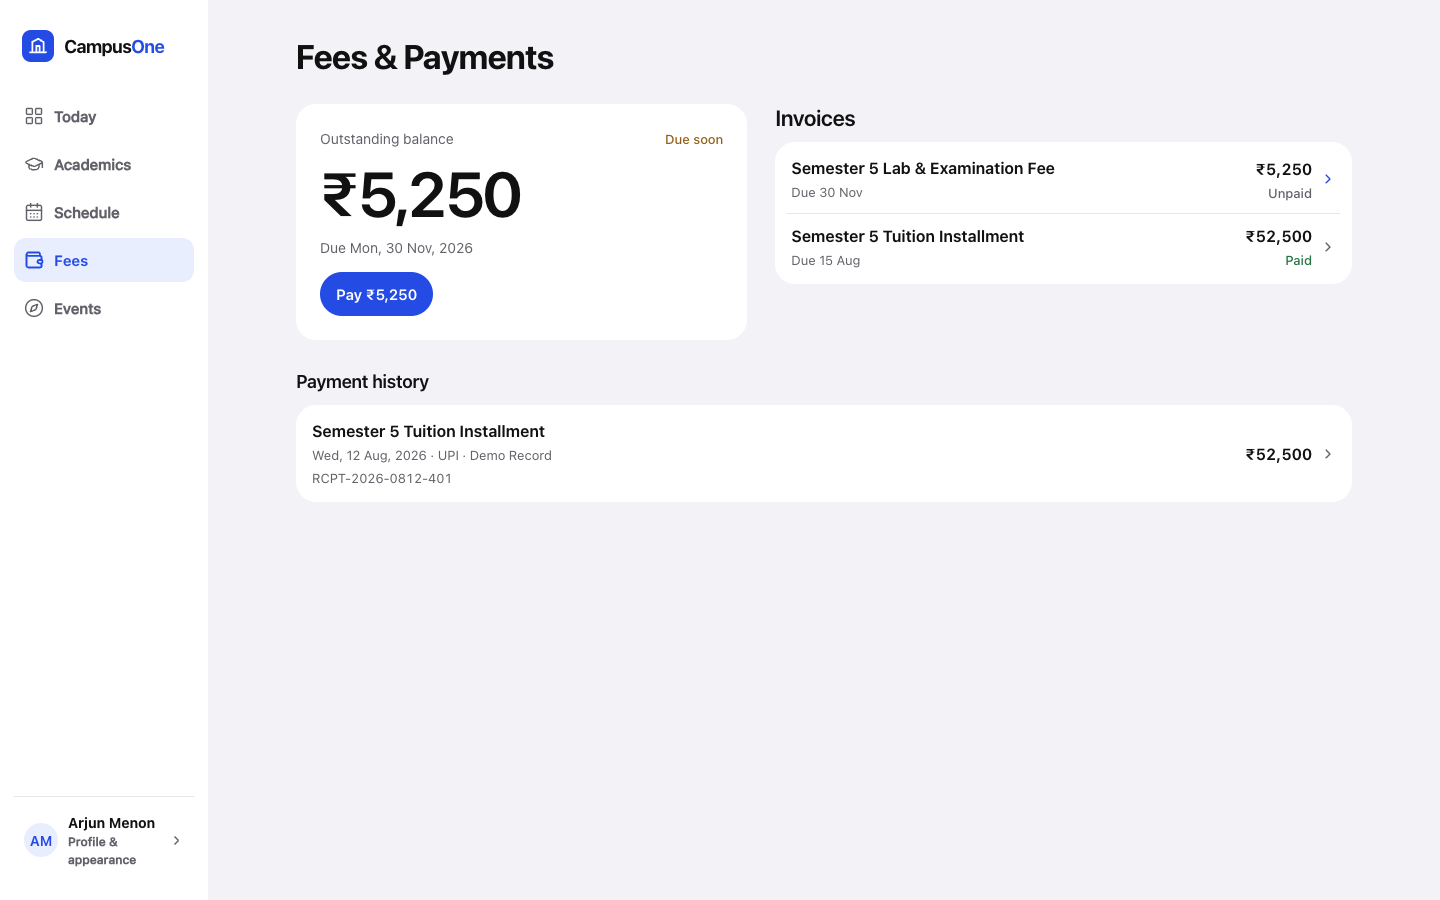 CampusOne
Today
Academics
Schedule
Fees
Events
Arjun Menon
AM
Profile &
appearance
Fees & Payments
Outstanding balance
Due soon
₹5,250
Due Mon, 30 Nov, 2026
Pay ₹5,250
Invoices
Semester 5 Lab & Examination Fee
₹5,250
Due 30 Nov
Unpaid
Semester 5 Tuition Installment
₹52,500
Due 15 Aug
Paid
Payment history
Semester 5 Tuition Installment
Wed, 12 Aug, 2026 · UPI · Demo Record
₹52,500
RCPT-2026-0812-401